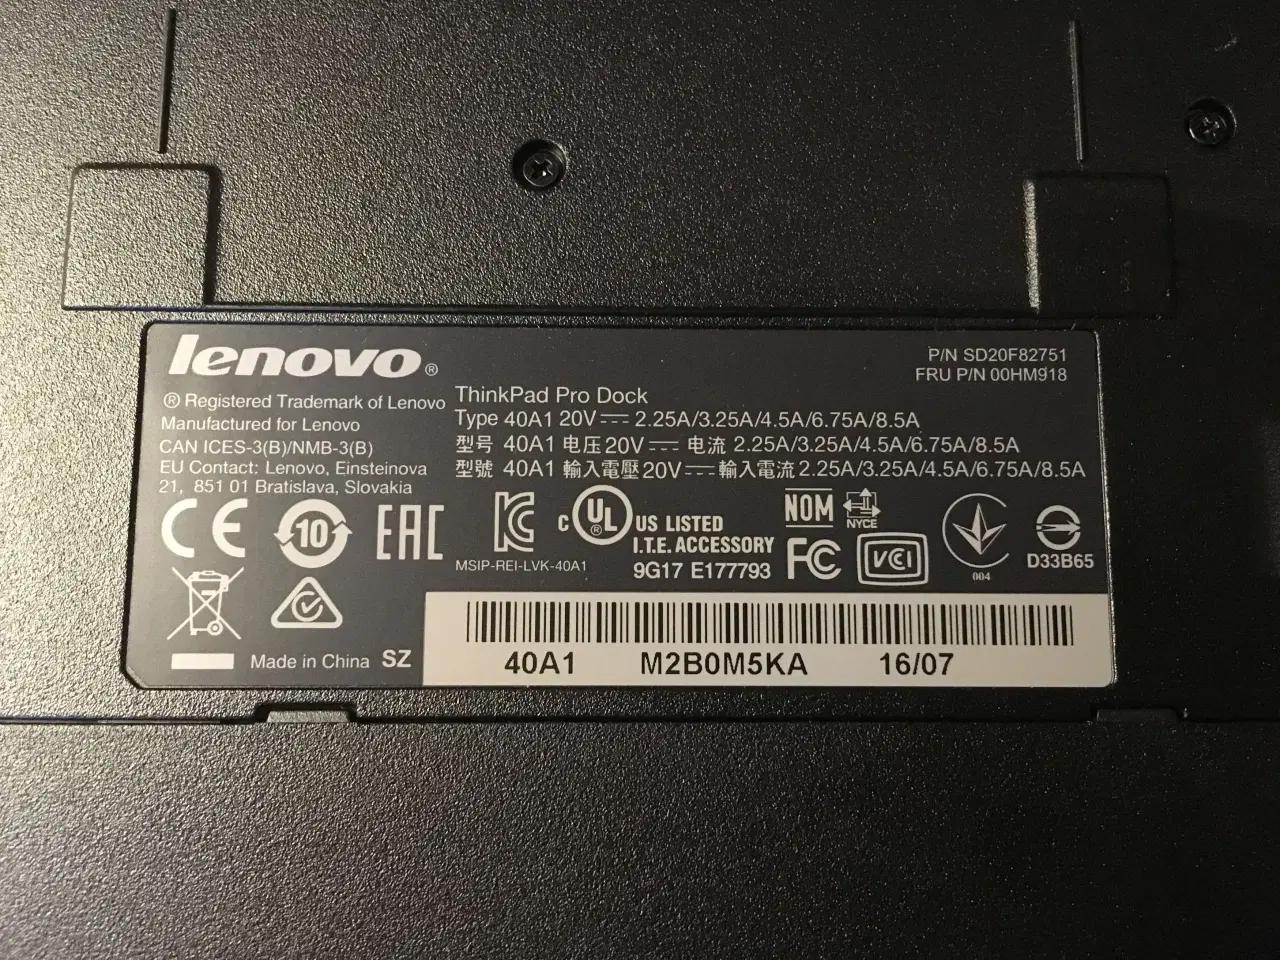 lenovo®
P/N SD20F82751
FRU P/N 00HM918
® Registered Trademark of Lenovo
Manufactured for Lenovo
CAN ICES-3(B)/NMB-3(B)
EU Contact: Lenovo, Einsteinova
21, 851 01 Bratislava, Slovakia
ThinkPad Pro Dock
Type 40A1 20V⎓ 2.25A/3.25A/4.5A/6.75A/8.5A
型号 40A1 电压20V⎓ 电流 2.25A/3.25A/4.5A/6.75A/8.5A
型號 40A1 輸入電壓20V⎓輸入電流 2.25A/3.25A/4.5A/6.75A/8.5A
CE
10
EAC
KC
MSIP-REI-LVK-40A1
C UL® US LISTED
I.T.E. ACCESSORY
9G17 E177793
NOM
NYCE
FC
VCI
004
D33B65
Made in China SZ
40A1 M2B0M5KA 16/07